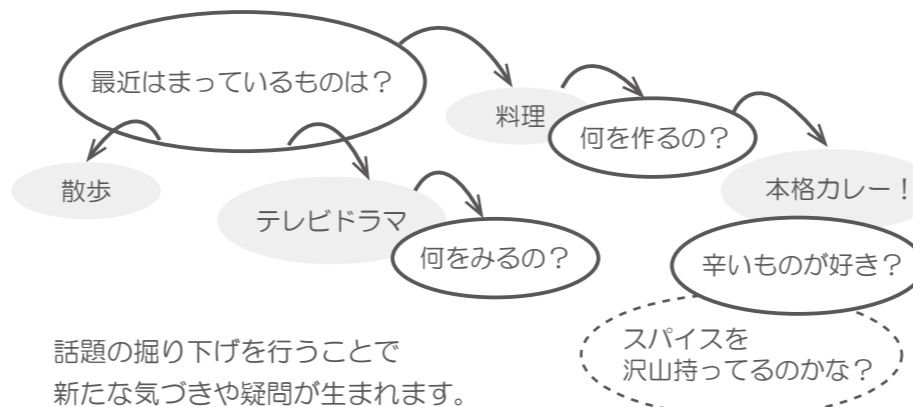 最近はまっているものは？
料理
何を作るの？
散歩
本格カレー！
テレビドラマ
何をみるの？
辛いものが好き？
スパイスを
沢山持ってるのかな？
話題の掘り下げを行うことで
新たな気づきや疑問が生まれます。